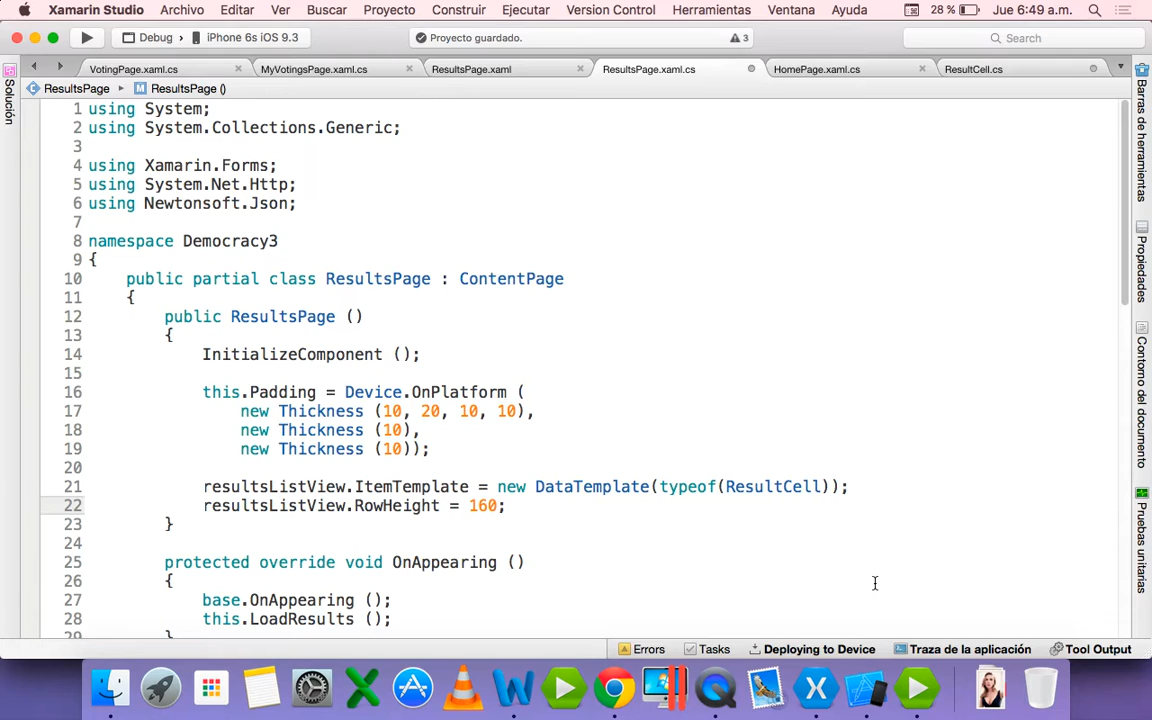 Xamarin Studio Archivo Editar Ver Buscar Proyecto Construir Ejecutar Version Control Herramientas Ventana Ayuda 28 % Jue 6:49 a.m.
Debug iPhone 6s iOS 9.3 Proyecto guardado. 3 Search
VotingPage.xaml.cs MyVotingsPage.xaml.cs ResultsPage.xaml ResultsPage.xaml.cs HomePage.xaml.cs ResultCell.cs
ResultsPage M ResultsPage ()
Solución
1 using System;
2 using System.Collections.Generic;
3
4 using Xamarin.Forms;
5 using System.Net.Http;
6 using Newtonsoft.Json;
7
8 namespace Democracy3
9 {
10 public partial class ResultsPage : ContentPage
11 {
12 public ResultsPage ()
13 {
14 InitializeComponent ();
15
16 this.Padding = Device.OnPlatform (
17 new Thickness (10, 20, 10, 10),
18 new Thickness (10),
19 new Thickness (10));
20
21 resultsListView.ItemTemplate = new DataTemplate(typeof(ResultCell));
22 resultsListView.RowHeight = 160;
23 }
24
25 protected override void OnAppearing ()
26 {
27 base.OnAppearing ();
28 this.LoadResults ();
29 }
Barras de herramientas
Propiedades
Contorno del documento
Pruebas unitarias
Errors Tasks Deploying to Device Traza de la aplicación Tool Output